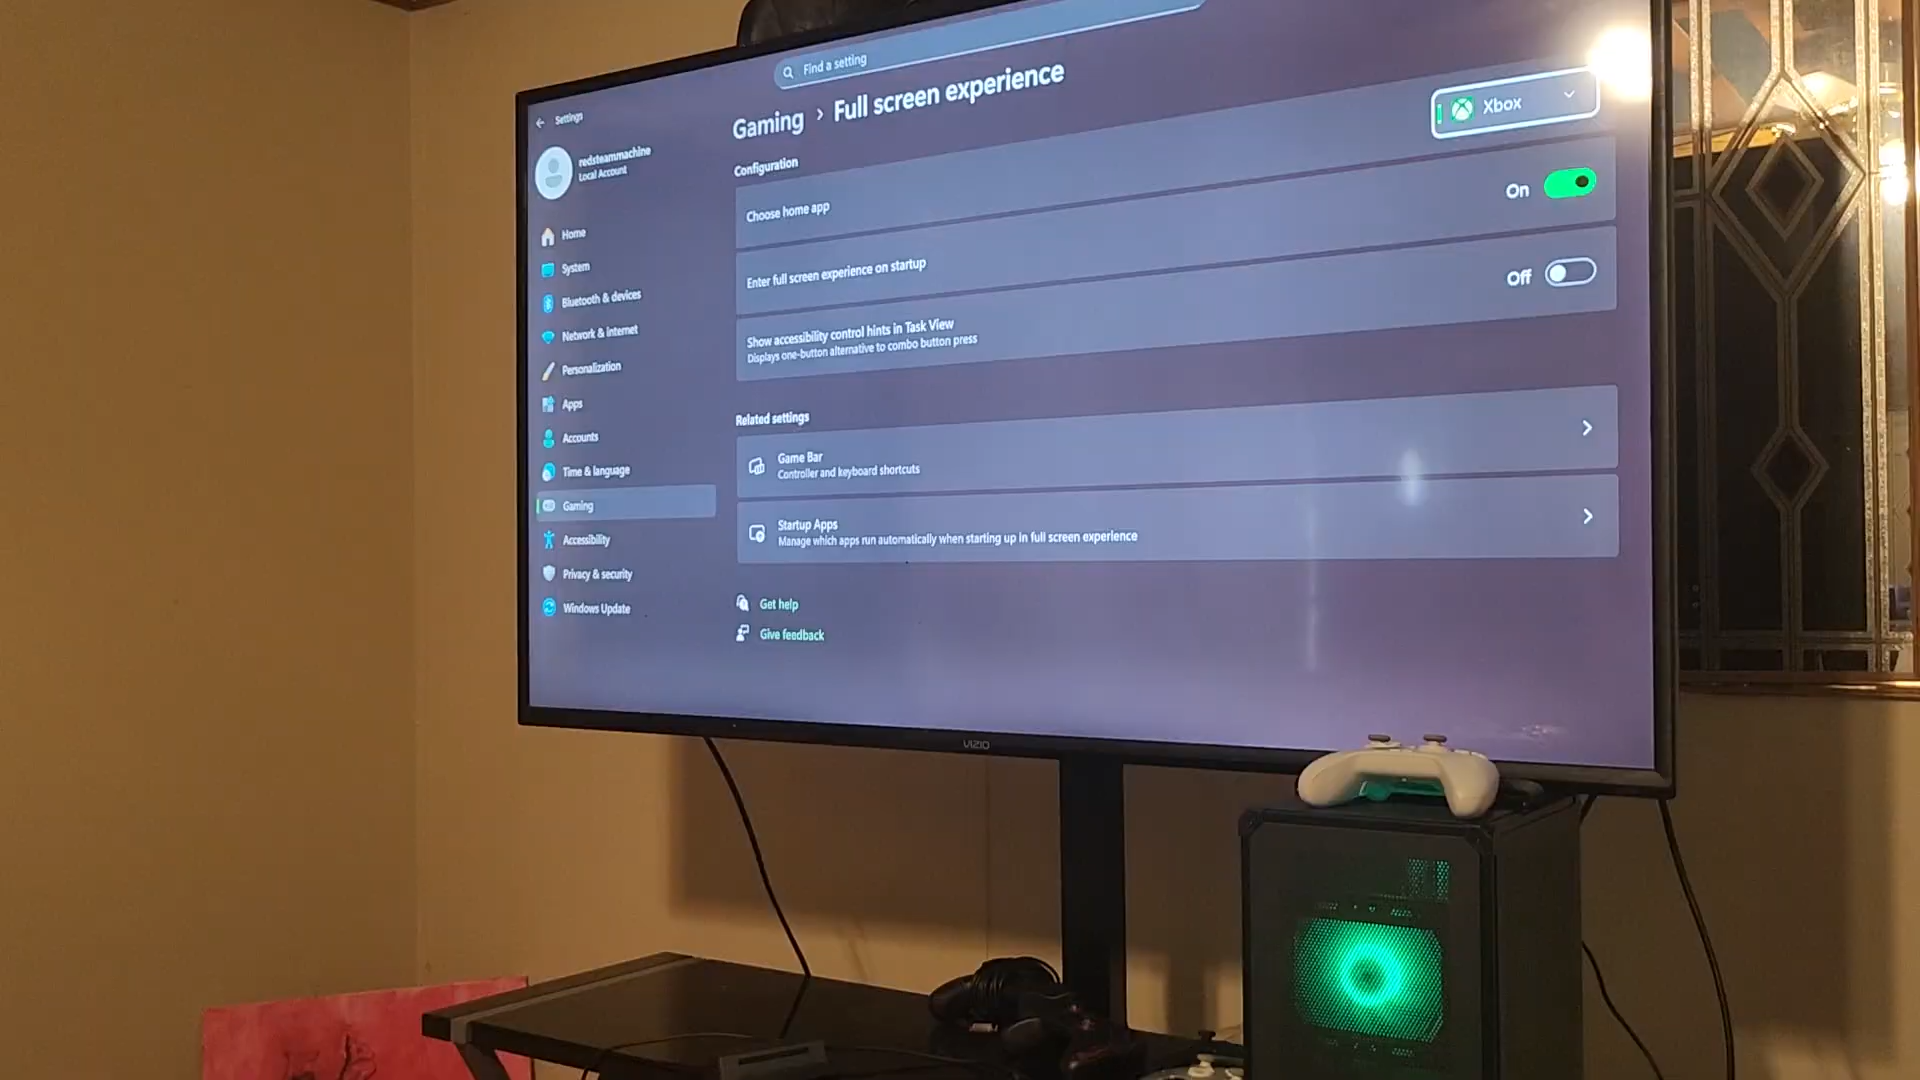 Find a setting
Settings
Gaming > Full screen experience
Xbox
redsteammachine
Local Account
Configuration
Choose home app
On
Enter full screen experience on startup
Off
Show accessibility control hints in Task View
Displays one-button alternative to combo button press
Home
System
Bluetooth & devices
Network & internet
Personalization
Apps
Accounts
Time & language
Gaming
Accessibility
Privacy & security
Windows Update
Related settings
Game Bar
Controller and keyboard shortcuts
Startup Apps
Manage which apps run automatically when starting up in full screen experience
Get help
Give feedback
VIZIO